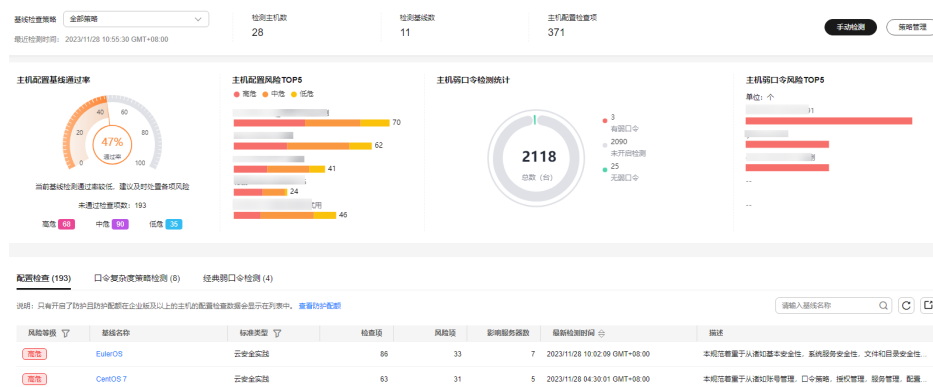 基线检查策略 全部策略
最近检测时间: 2023/11/28 10:55:30 GMT+08:00
检测主机数
28
检测基线数
11
主机配置检查项
371
手动检测
策略管理
主机配置基线通过率
0
20
40
60
80
100
47%
通过率
当前基线检测通过率较低, 建议及时处置各项风险
未通过检查项数: 193
高危 68 中危 90 低危 35
主机配置风险TOP5
高危 中危 低危
70
62
41
24
试用
46
主机弱口令检测统计
2118
总数 (台)
3
有弱口令
2090
未开启检测
25
无弱口令
主机弱口令风险TOP5
单位: 个
--
--
配置检查 (193) 口令复杂度策略检测 (8) 经典弱口令检测 (4)
说明: 只有开启了防护且防护配额在企业版及以上的主机的配置检查数据会显示在列表中。 查看防护配额
请输入基线名称
风险等级 基线名称 标准类型 检查项 风险项 影响服务器数 最新检测时间 描述
高危 EulerOS 云安全实践 86 33 7 2023/11/28 10:02:09 GMT+08:00 本规范着重于从诸如基本安全性、系统服务安全性、文件和目录安全性...
高危 CentOS 7 云安全实践 63 31 5 2023/11/28 04:30:01 GMT+08:00 本规范着重于从诸如账号管理、口令策略、授权管理、服务管理、配置...